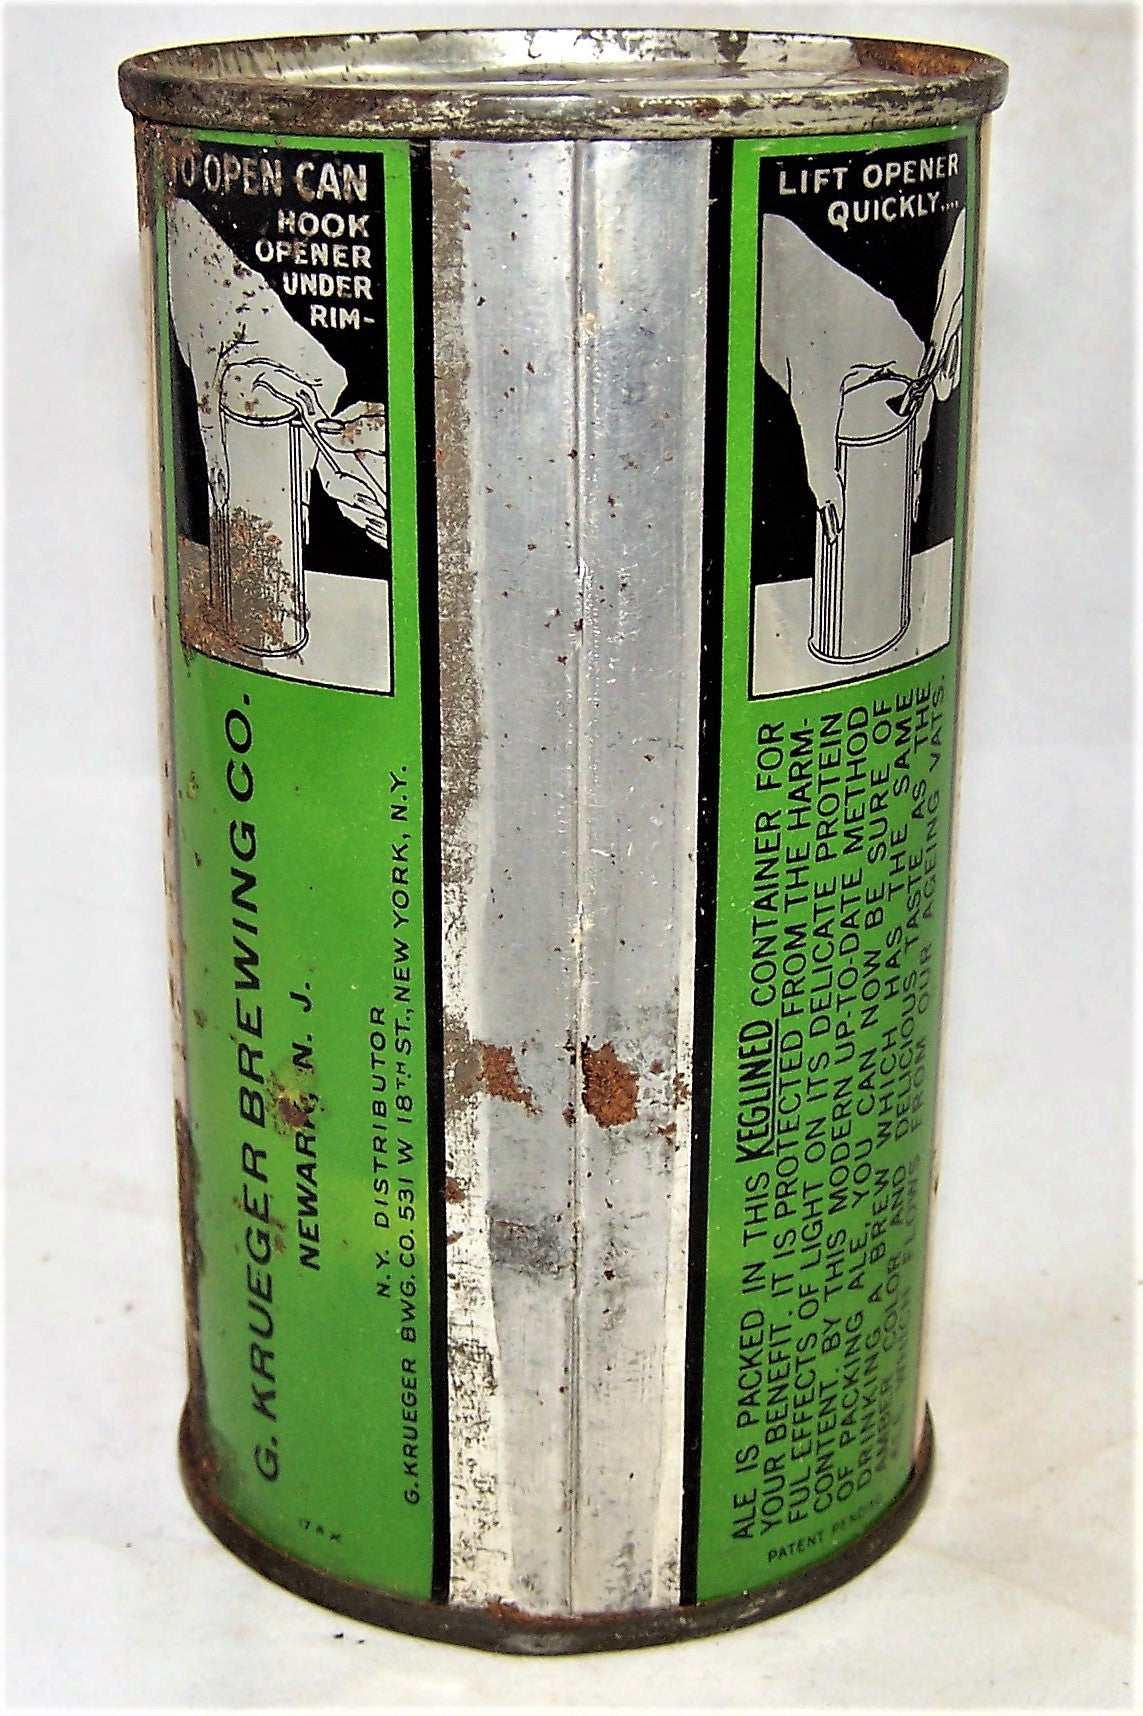 TO OPEN CAN
HOOK
OPENER
UNDER
RIM-
G. KRUEGER BREWING CO.
NEWARK, N. J.
N.Y. DISTRIBUTOR
G. KRUEGER BWG. CO. 531 W 18TH ST., NEW YORK, N.Y.
LIFT OPENER
QUICKLY....
ALE IS PACKED IN THIS KEGLINED CONTAINER FOR
YOUR BENEFIT. IT IS PROTECTED FROM THE HARM-
FUL EFFECTS OF LIGHT ON ITS DELICATE PROTEIN
CONTENT. BY THIS MODERN UP-TO-DATE METHOD
OF PACKING ALE, YOU CAN NOW BE SURE OF
DRINKING A BREW WHICH HAS THE SAME
AMBER COLOR AND DELICIOUS TASTE AS THE
ALE WHICH FLOWS FROM OUR AGEING VATS.
PATENT PENDING